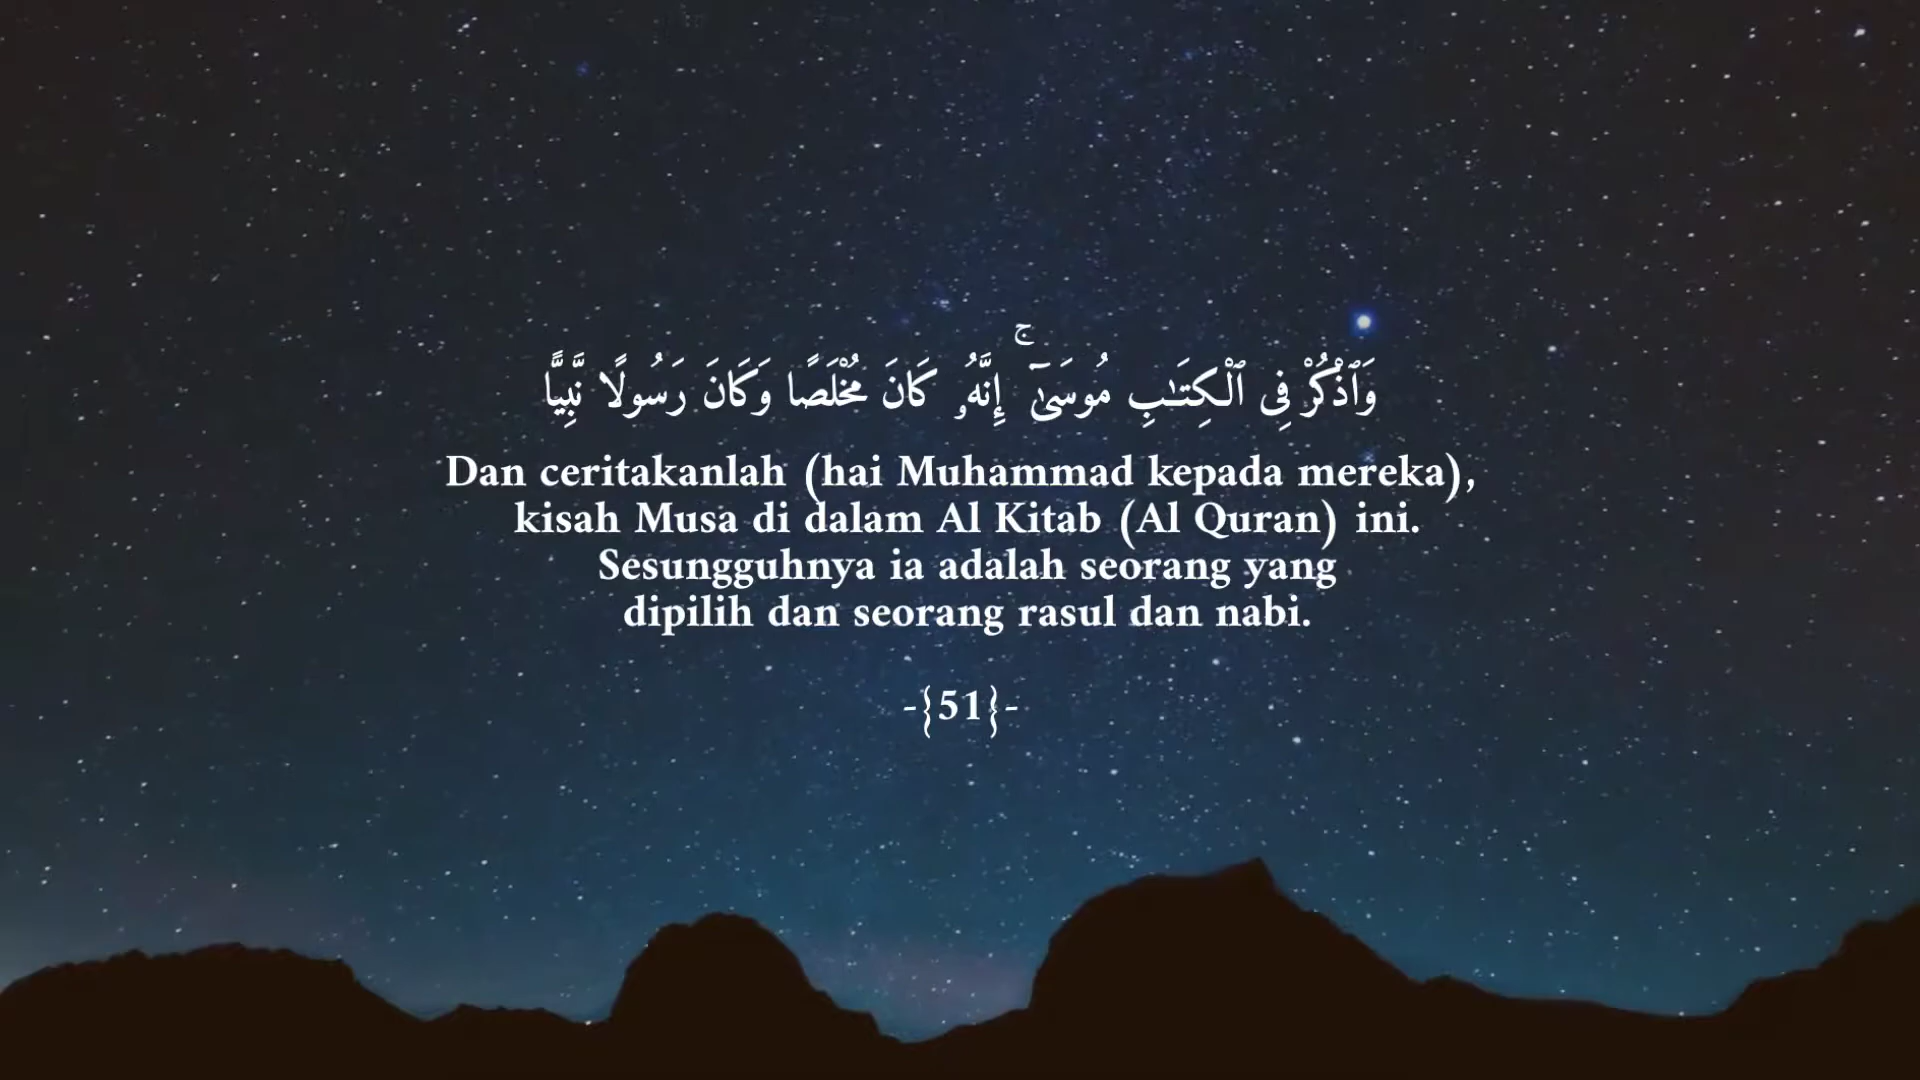 وَٱذْكُرْ فِى ٱلْكِتَـٰبِ مُوسَىٰٓ ۚ إِنَّهُۥ كَانَ مُخْلَصًا وَكَانَ رَسُولًا نَّبِيًّا
Dan ceritakanlah (hai Muhammad kepada mereka),
kisah Musa di dalam Al Kitab (Al Quran) ini.
Sesungguhnya ia adalah seorang yang
dipilih dan seorang rasul dan nabi.
-{51}-